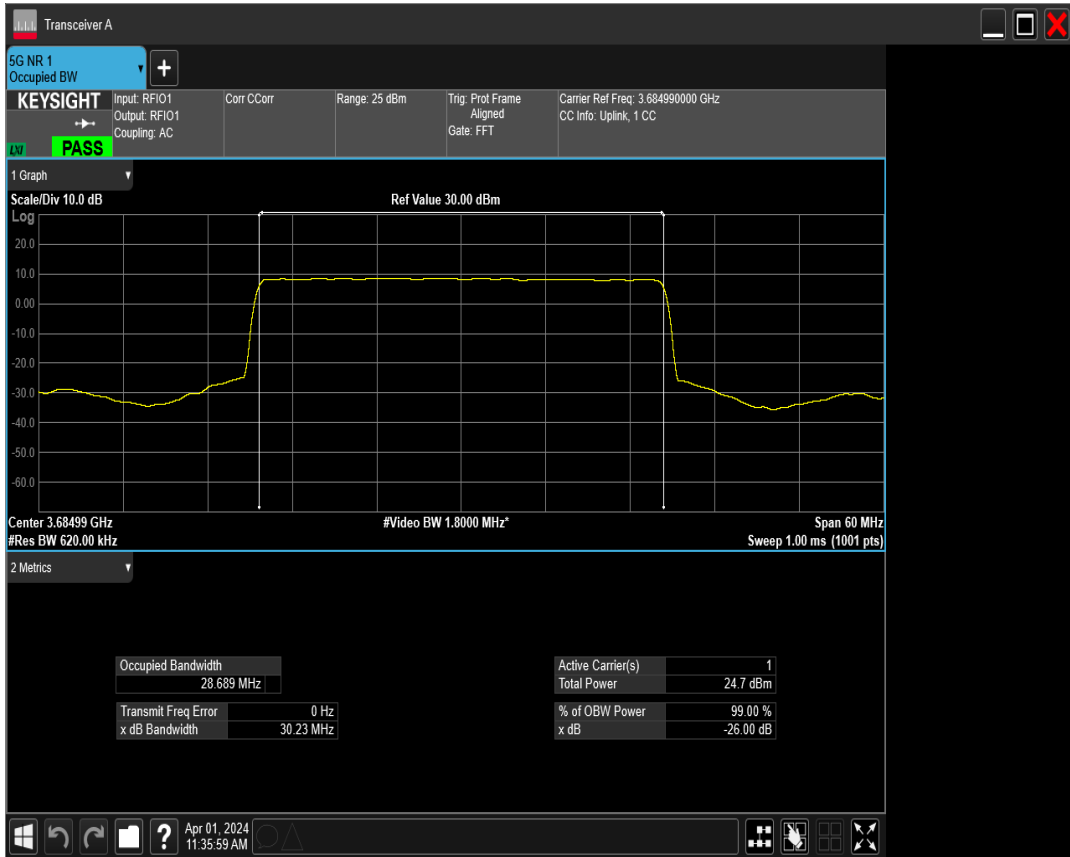 Transceiver A
5G NR 1
Occupied BW
+
KEYSIGHT
LXI
PASS
Input: RFIO1
Output: RFIO1
Coupling: AC
Corr CCorr
Range: 25 dBm
Trig: Prot Frame
Aligned
Gate: FFT
Carrier Ref Freq: 3.684990000 GHz
CC Info: Uplink, 1 CC
1 Graph
Scale/Div 10.0 dB
Ref Value 30.00 dBm
Log
20.0
10.0
0.00
-10.0
-20.0
-30.0
-40.0
-50.0
-60.0
Center 3.68499 GHz
#Video BW 1.8000 MHz*
Span 60 MHz
#Res BW 620.00 kHz
Sweep 1.00 ms (1001 pts)
2 Metrics
Occupied Bandwidth
28.689 MHz
Transmit Freq Error 0 Hz
x dB Bandwidth 30.23 MHz
Active Carrier(s) 1
Total Power 24.7 dBm
% of OBW Power 99.00 %
x dB -26.00 dB
?
Apr 01, 2024
11:35:59 AM